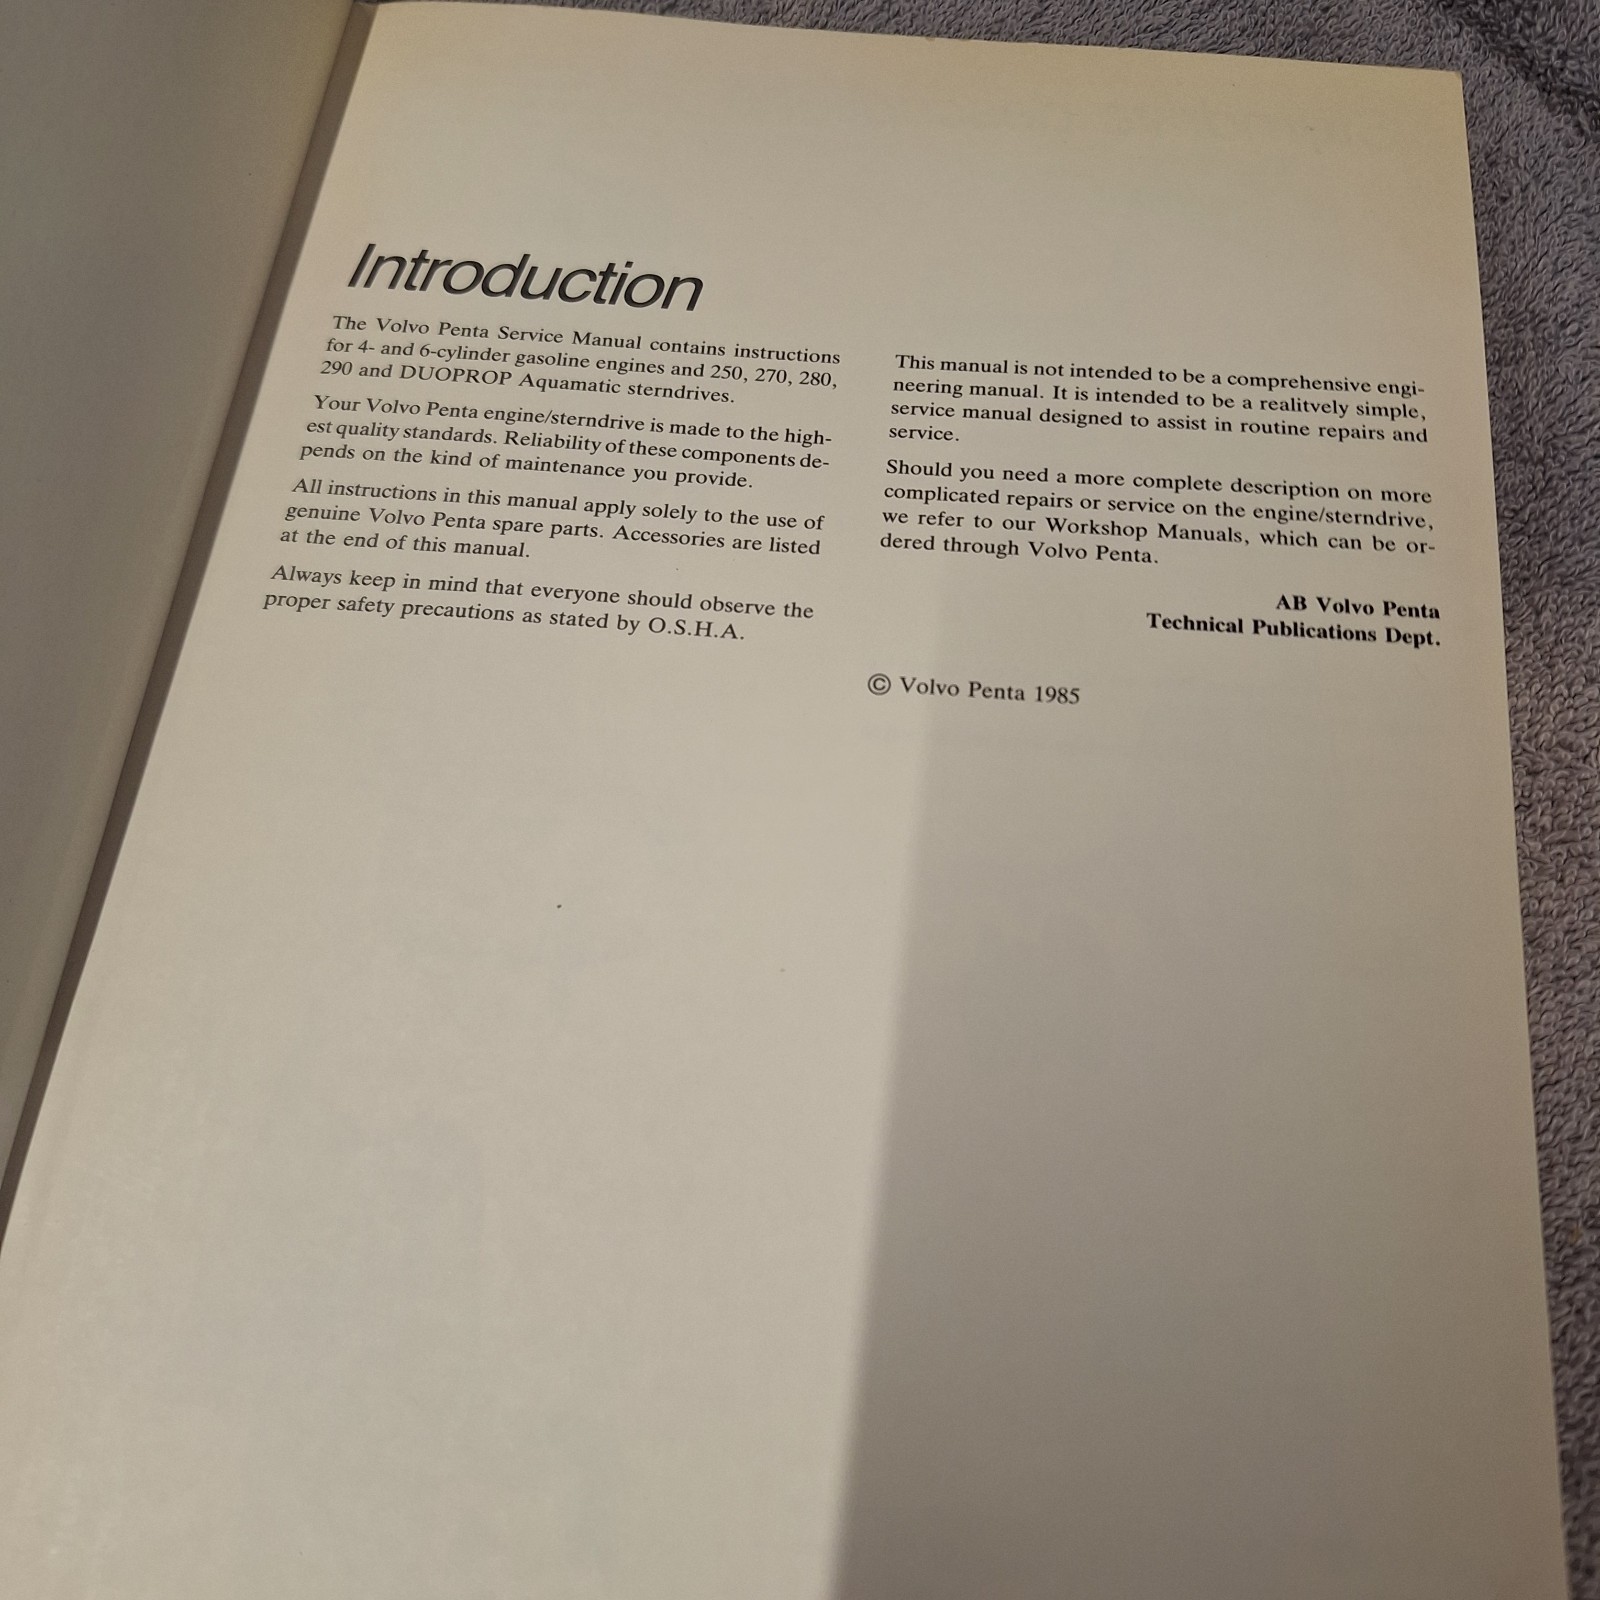 Introduction
The Volvo Penta Service Manual contains instructions
for 4- and 6-cylinder gasoline engines and 250, 270, 280,
290 and DUOPROP Aquamatic sterndrives.
Your Volvo Penta engine/sterndrive is made to the high-
est quality standards. Reliability of these components de-
pends on the kind of maintenance you provide.
All instructions in this manual apply solely to the use of
genuine Volvo Penta spare parts. Accessories are listed
at the end of this manual.
Always keep in mind that everyone should observe the
proper safety precautions as stated by O.S.H.A.
This manual is not intended to be a comprehensive engi-
neering manual. It is intended to be a realitvely simple,
service manual designed to assist in routine repairs and
service.
Should you need a more complete description on more
complicated repairs or service on the engine/sterndrive,
we refer to our Workshop Manuals, which can be or-
dered through Volvo Penta.
AB Volvo Penta
Technical Publications Dept.
© Volvo Penta 1985